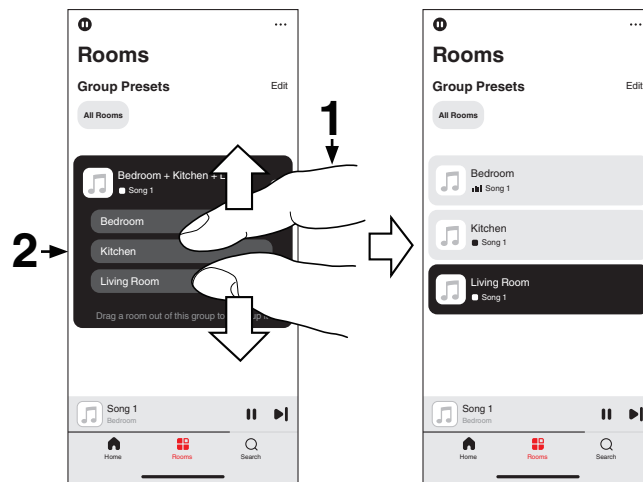 Rooms
Group Presets Edit
All Rooms
1
Bedroom + Kitchen +
Song 1
Bedroom
2
Kitchen
Living Room
Drag a room out of this group to
Song 1
Bedroom
Home Rooms Search
Rooms
Group Presets Edit
All Rooms
Bedroom
Song 1
Kitchen
Song 1
Living Room
Song 1
Song 1
Bedroom
Home Rooms Search